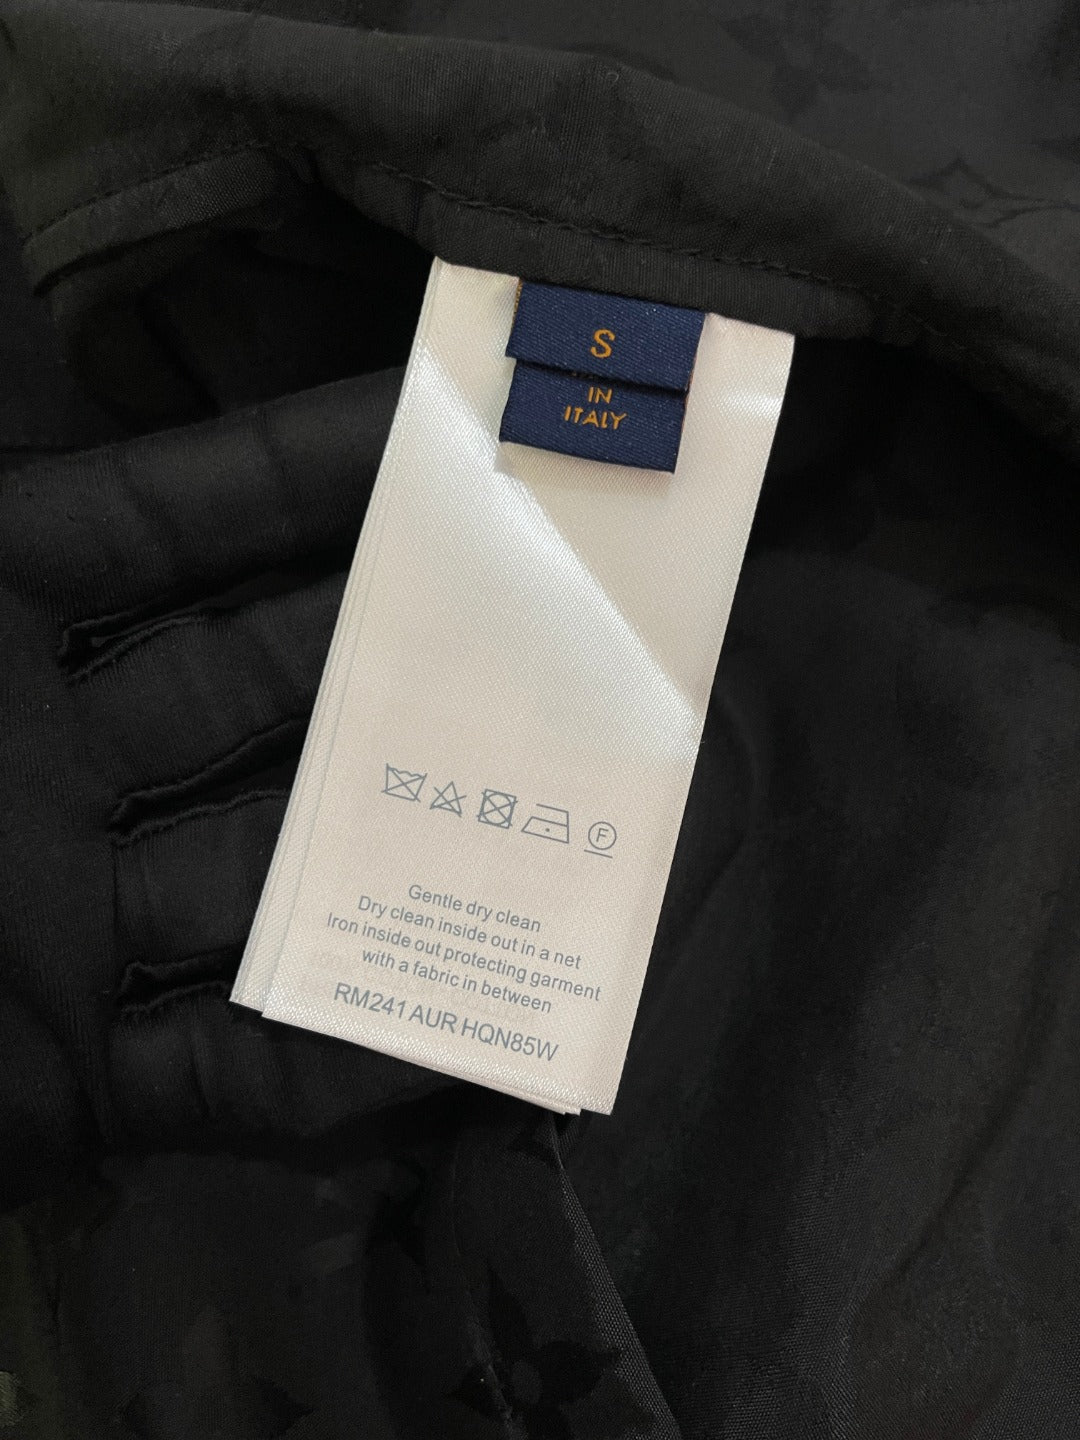 S
IN
ITALY
F
Gentle dry clean
Dry clean inside out in a net
Iron inside out protecting garment
with a fabric in between
RM241 AUR HQN85W